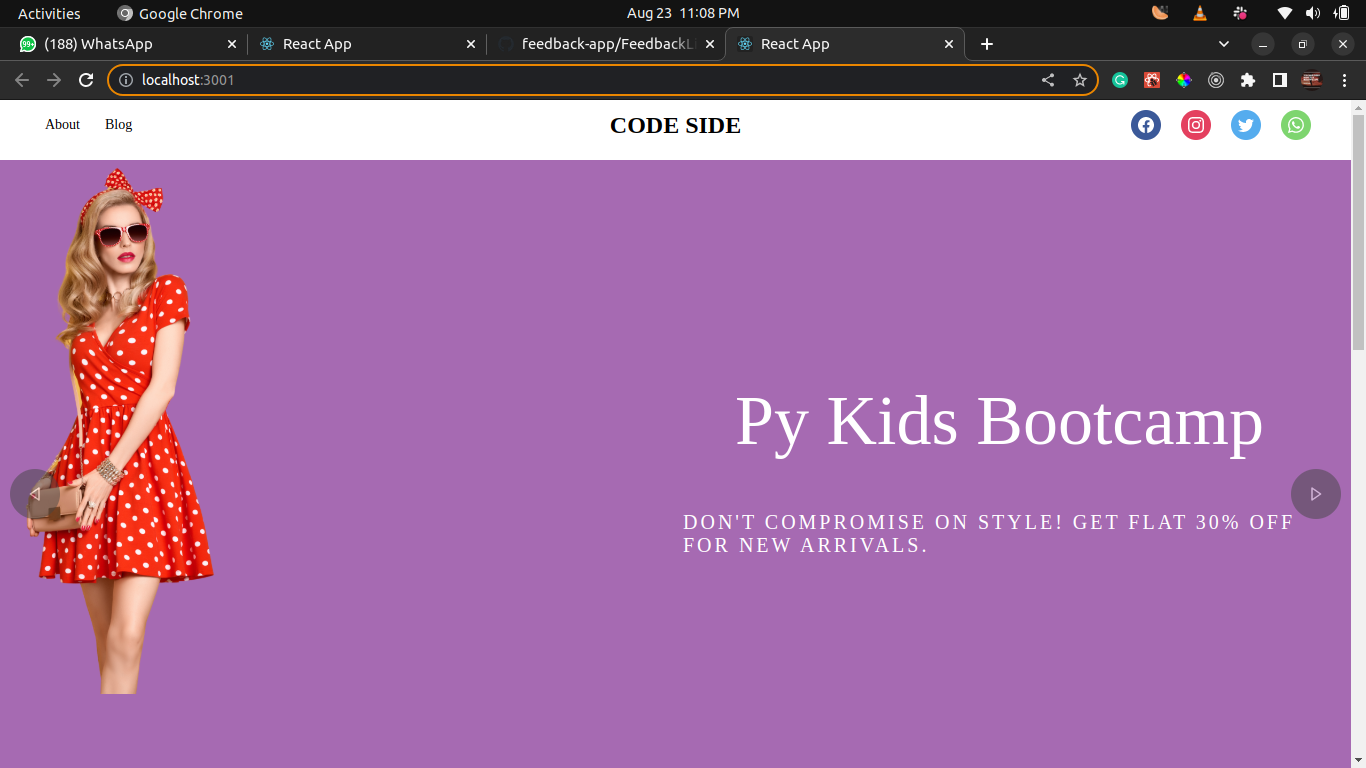 Activities
Google Chrome
Aug 23 11:08 PM
99+
(188) WhatsApp
React App
feedback-app/FeedbackLi
React App
localhost:3001
About
Blog
CODE SIDE
Py Kids Bootcamp
DON'T COMPROMISE ON STYLE! GET FLAT 30% OFF
FOR NEW ARRIVALS.